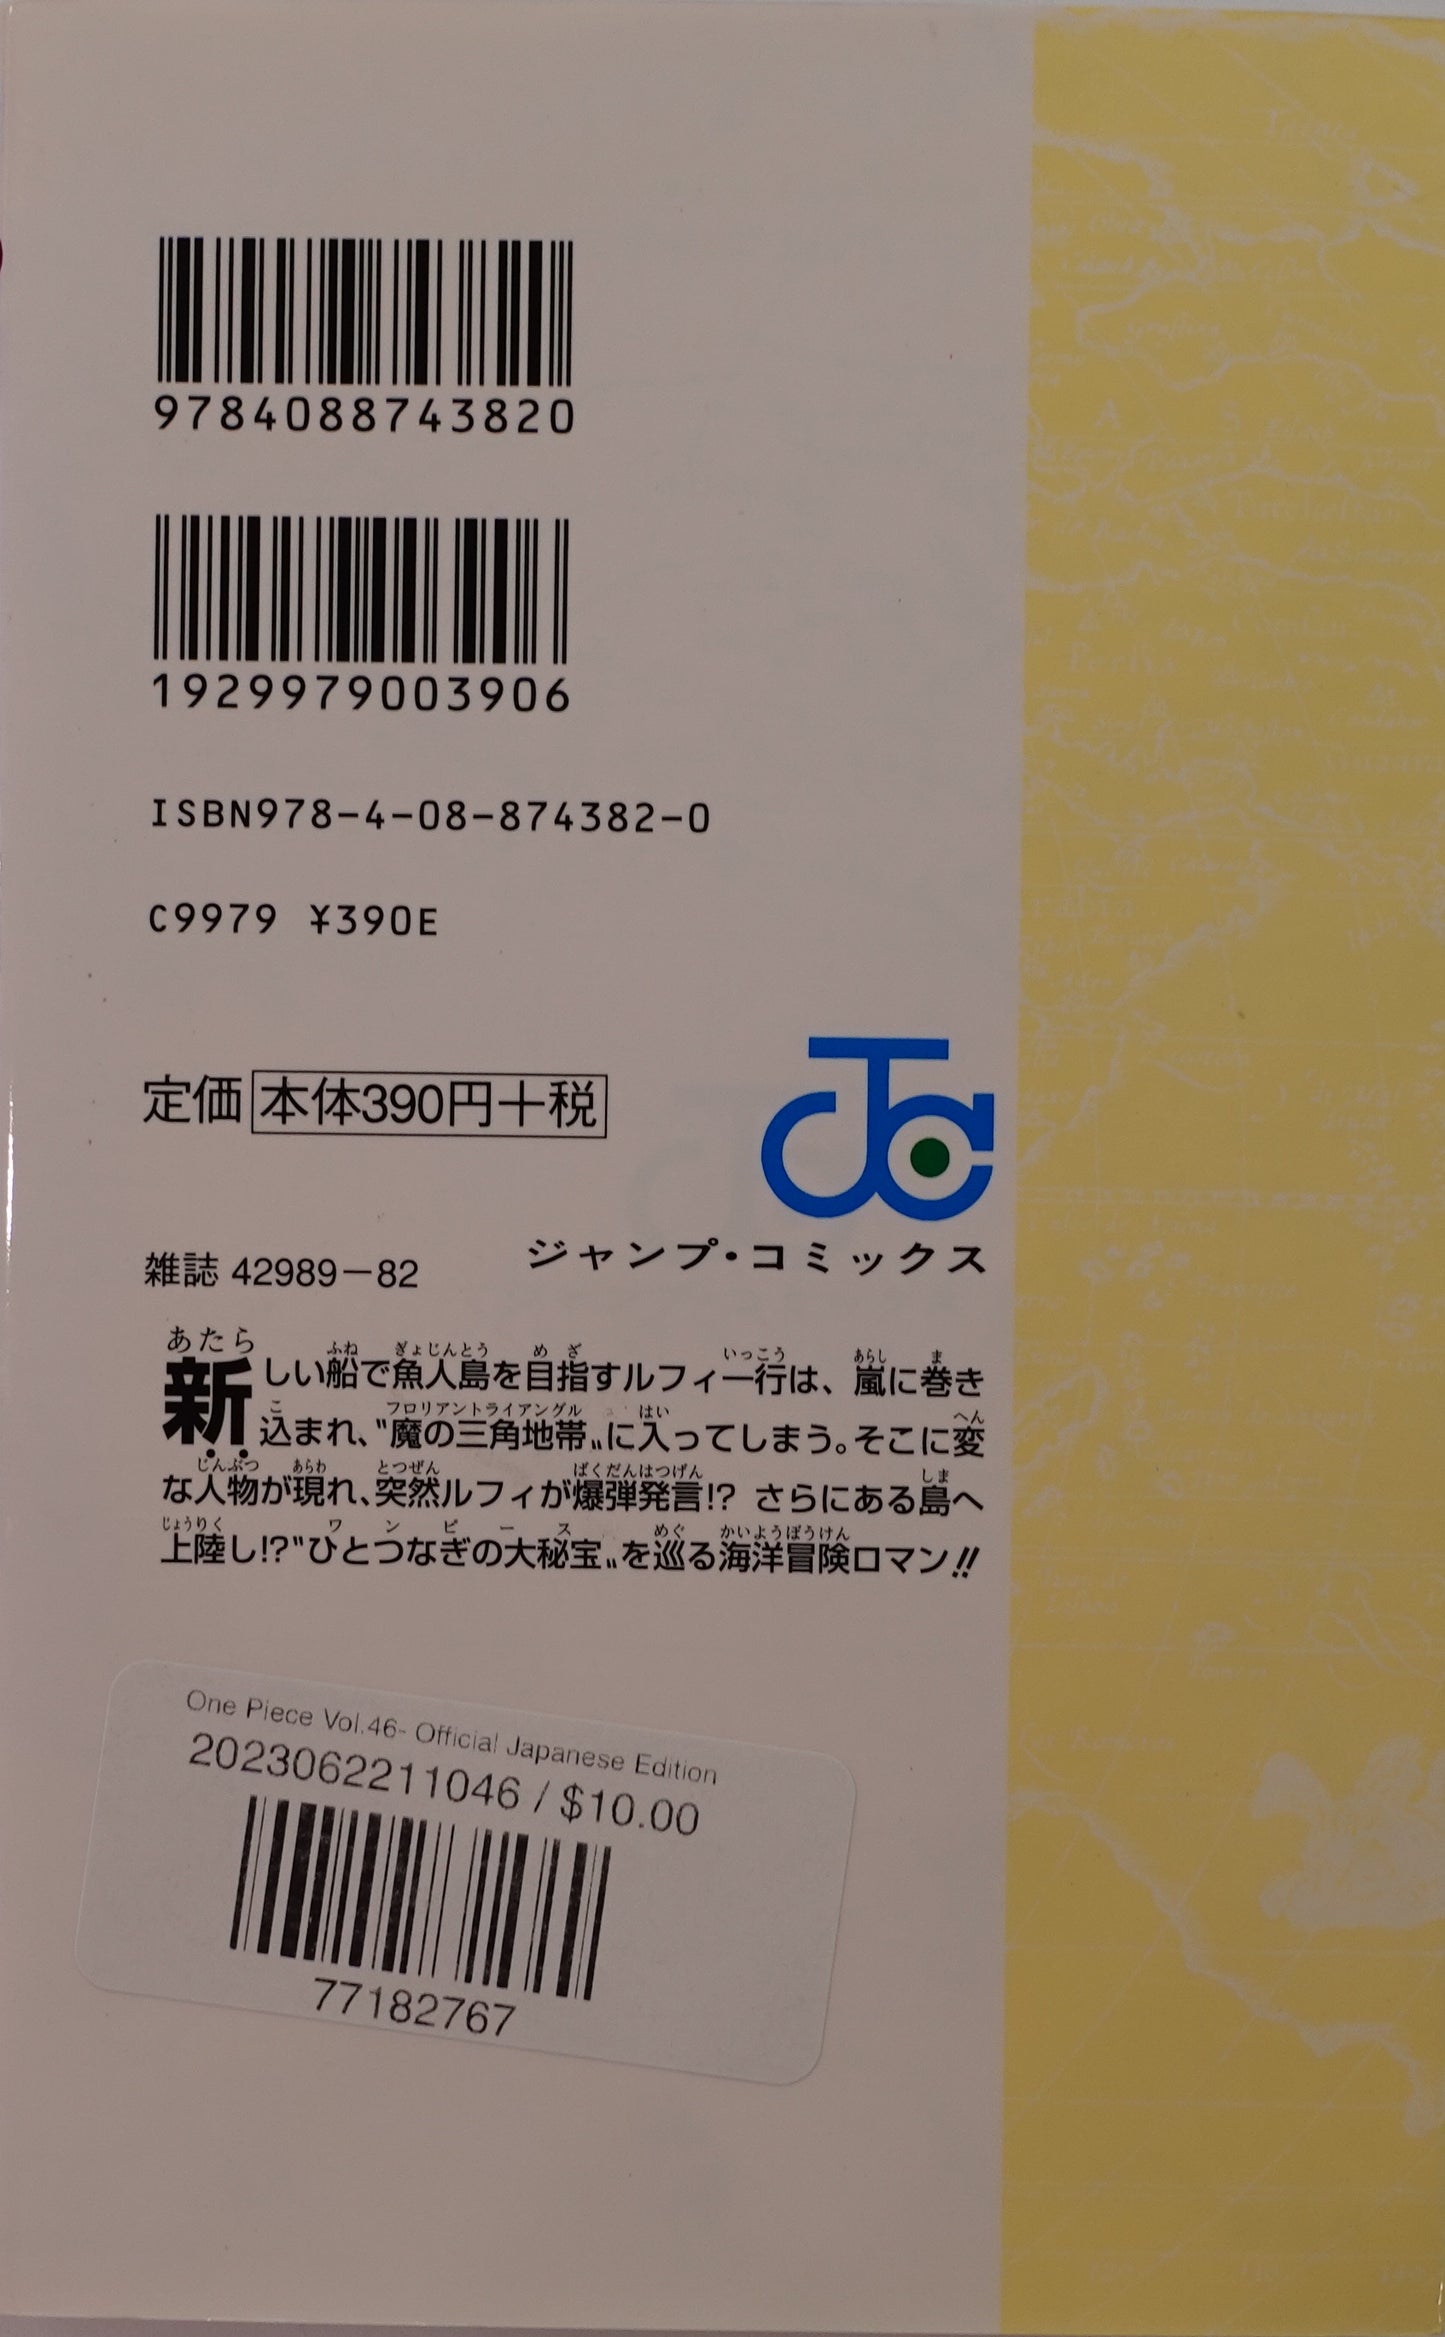 9784088743820
1929979003906
ISBN978-4-08-874382-0
C9979 ¥390E
定価 本体390円+税
ジャンプ・コミックス
雑誌 42989-82
新しい船で魚人島を目指すルフィ一行は、嵐に巻き
込まれ、〝魔の三角地帯〟に入ってしまう。そこに変
な人物が現れ、突然ルフィが爆弾発言!? さらにある島へ
上陸し!?〝ひとつなぎの大秘宝〟を巡る海洋冒険ロマン!!
One Piece Vol.46- Official Japanese Edition
2023062211046 / $10.00
77182767